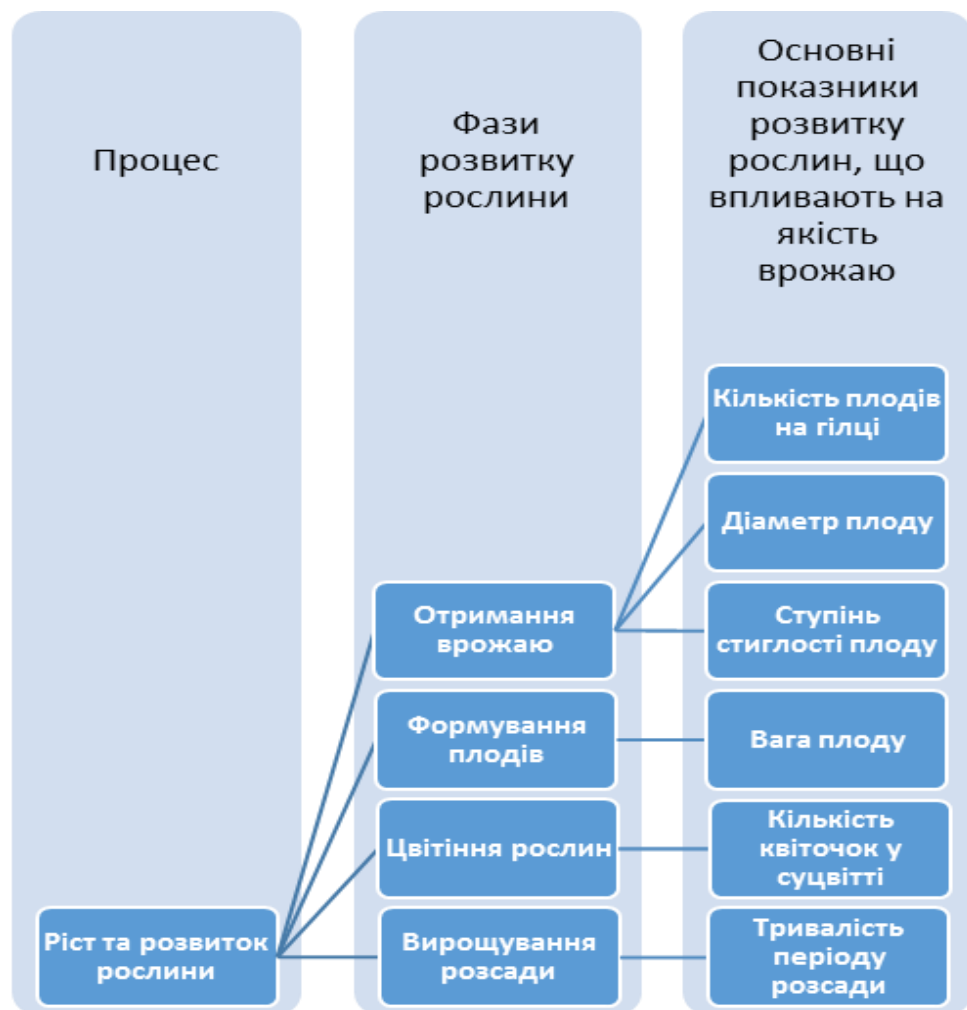 Процес
Фази
розвитку
рослини
Основні
показники
розвитку
рослин, що
впливають на
якість
врожаю
Кількість плодів
на гілці
Діаметр плоду
Отримання
врожаю
Ступінь
стиглості плоду
Формування
плодів
Вага плоду
Цвітіння рослин
Кількість
квіточок у
суцвітті
Ріст та розвиток
рослини
Вирощування
розсади
Тривалість
періоду
розсади